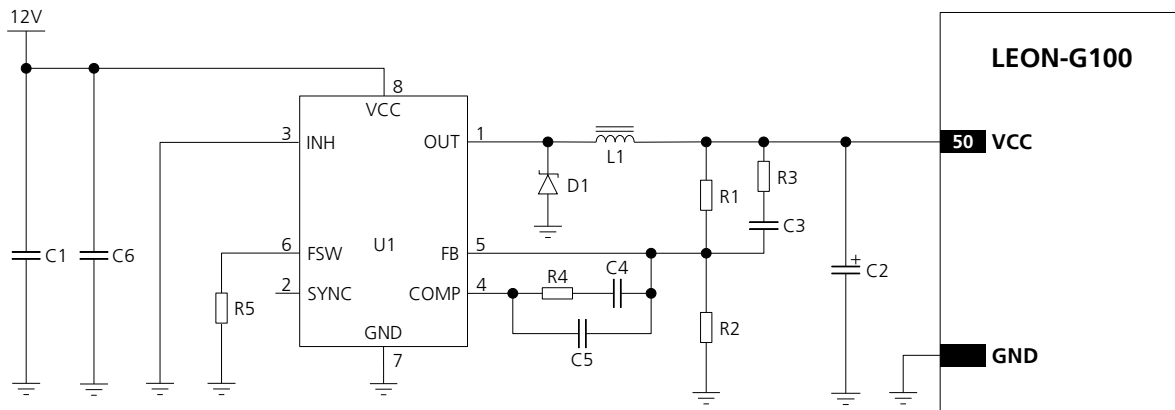 12V
LEON-G100
8
VCC
3
INH
OUT
1
50
VCC
L1
D1
R1
R3
C3
C1
C6
6
FSW
U1
FB
5
R4
C4
C2
+
2
SYNC
COMP
4
R5
R2
GND
C5
7
GND